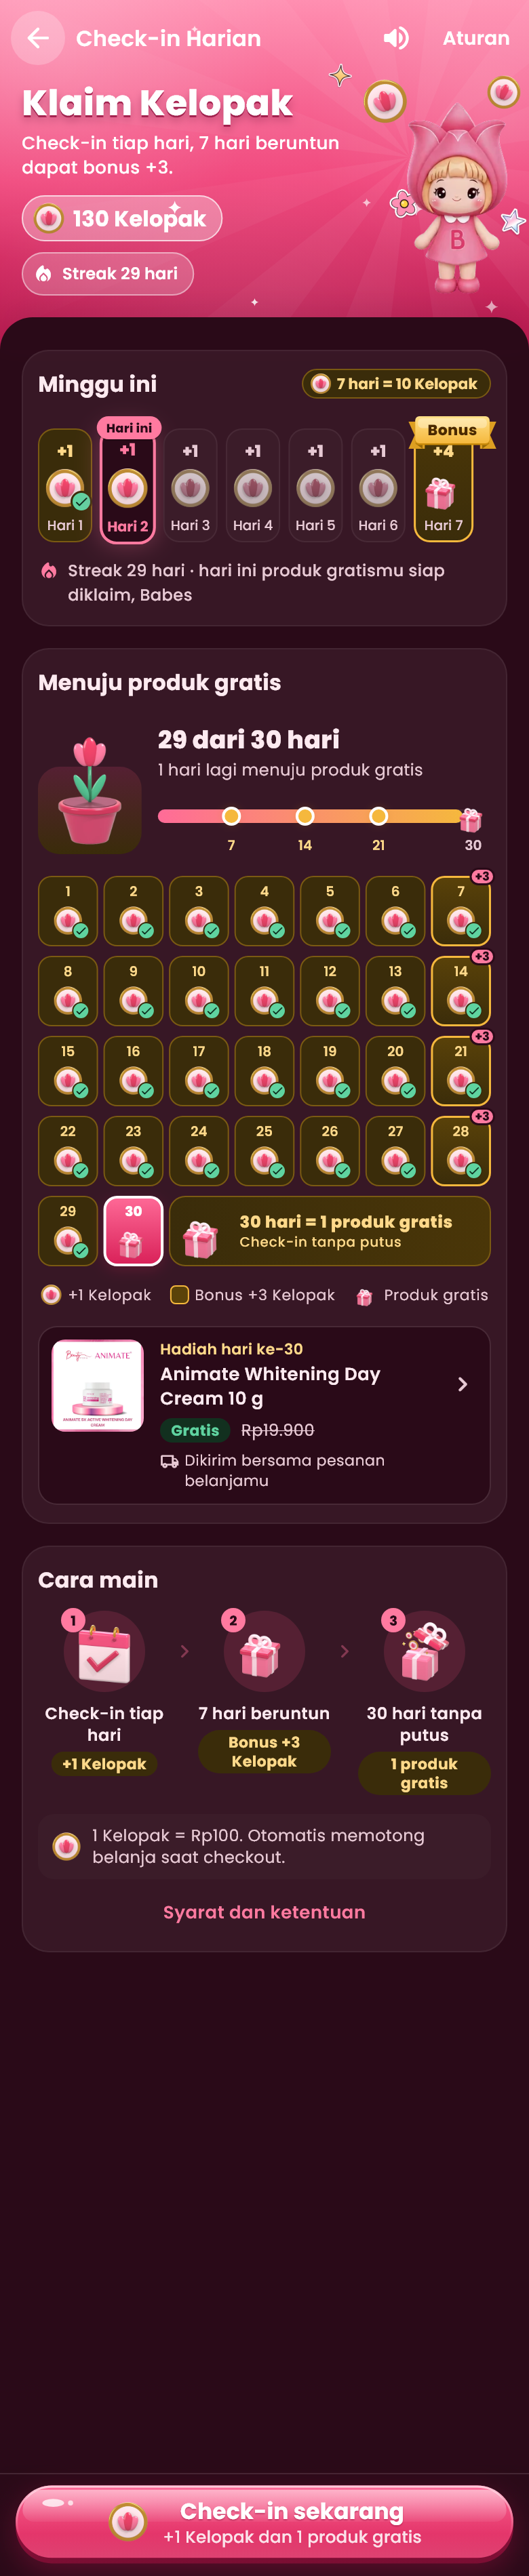 Check-in Harian
Aturan
Klaim Kelopak
Check-in tiap hari, 7 hari beruntun
dapat bonus +3.
130 Kelopak
Streak 29 hari
B
Minggu ini
7 hari = 10 Kelopak
Hari ini
Bonus
+1
+1
+1
+1
+1
+1
+4
Hari 1
Hari 2
Hari 3
Hari 4
Hari 5
Hari 6
Hari 7
Streak 29 hari · hari ini produk gratismu siap
diklaim, Babes
Menuju produk gratis
29 dari 30 hari
1 hari lagi menuju produk gratis
7
14
21
30
+3
1
2
3
4
5
6
7
+3
8
9
10
11
12
13
14
+3
15
16
17
18
19
20
21
+3
22
23
24
25
26
27
28
29
30
30 hari = 1 produk gratis
Check-in tanpa putus
+1 Kelopak
Bonus +3 Kelopak
Produk gratis
Beauty ANIMATE
ANIMATE 5X ACTIVE WHITENING DAY
CREAM
Hadiah hari ke-30
Animate Whitening Day
Cream 10 g
Gratis
Rp19.900
Dikirim bersama pesanan
belanjamu
Cara main
1
2
3
Check-in tiap
hari
+1 Kelopak
7 hari beruntun
Bonus +3
Kelopak
30 hari tanpa
putus
1 produk
gratis
1 Kelopak = Rp100. Otomatis memotong
belanja saat checkout.
Syarat dan ketentuan
Check-in sekarang
+1 Kelopak dan 1 produk gratis